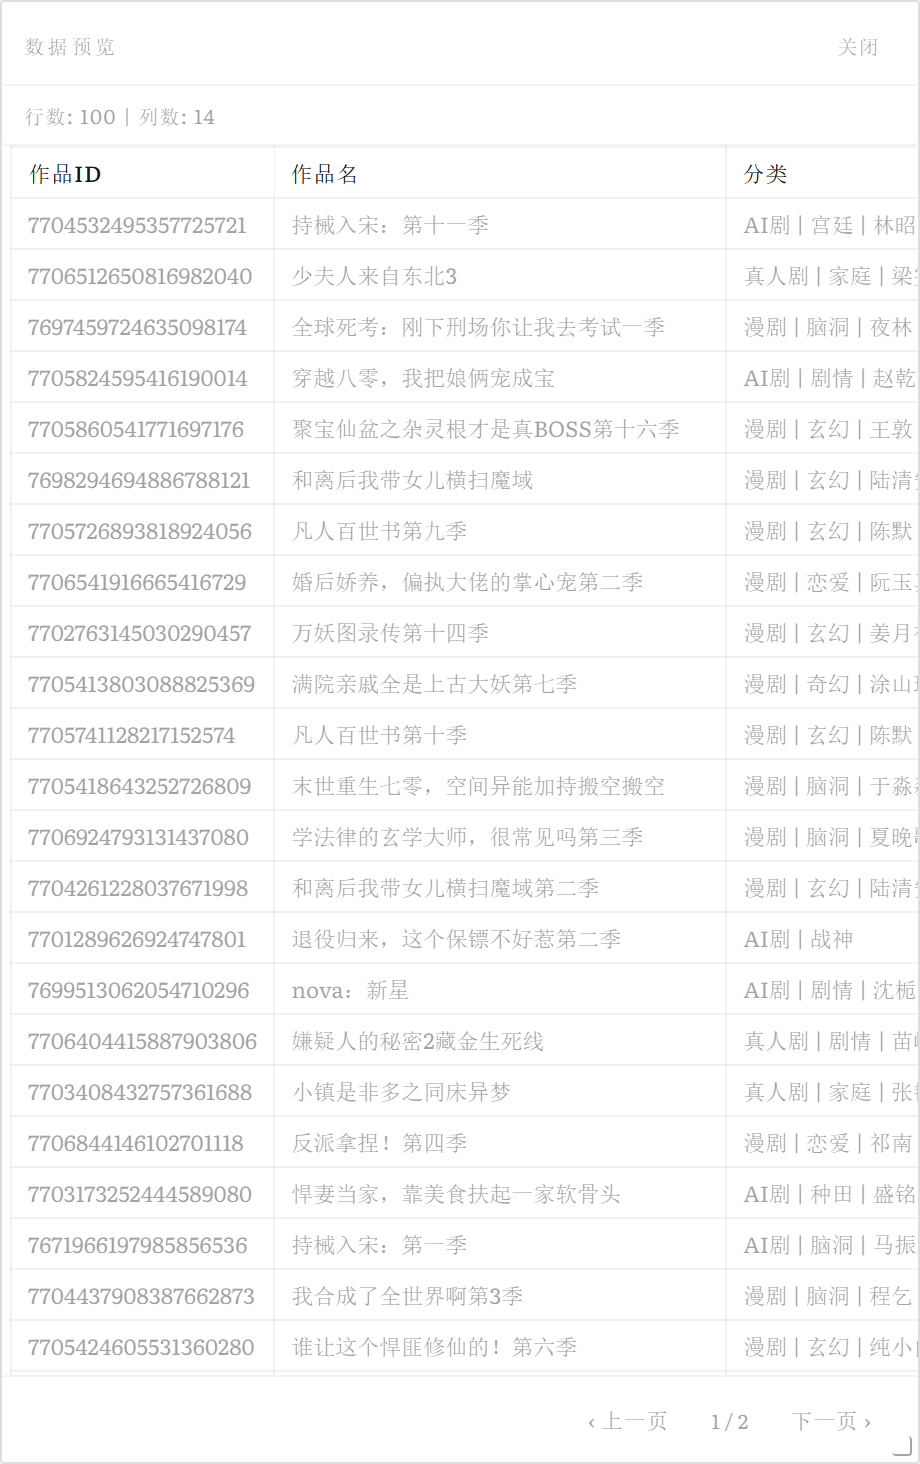 数据预览 关闭
行数: 100 | 列数: 14
作品ID 作品名 分类
7704532495357725721 持械入宋：第十一季 AI剧 | 宫廷 | 林昭
7706512650816982040 少夫人来自东北3 真人剧 | 家庭 | 梁
7697459724635098174 全球死考：刚下刑场你让我去考试一季 漫剧 | 脑洞 | 夜林
7705824595416190014 穿越八零，我把娘俩宠成宝 AI剧 | 剧情 | 赵乾
7705860541771697176 聚宝仙盆之杂灵根才是真BOSS第十六季 漫剧 | 玄幻 | 王敦
7698294694886788121 和离后我带女儿横扫魔域 漫剧 | 玄幻 | 陆清
7705726893818924056 凡人百世书第九季 漫剧 | 玄幻 | 陈默
7706541916665416729 婚后娇养，偏执大佬的掌心宠第二季 漫剧 | 恋爱 | 阮玉
7702763145030290457 万妖图录传第十四季 漫剧 | 玄幻 | 姜月
7705413803088825369 满院亲戚全是上古大妖第七季 漫剧 | 奇幻 | 涂山
7705741128217152574 凡人百世书第十季 漫剧 | 玄幻 | 陈默
7705418643252726809 末世重生七零，空间异能加持搬空搬空 漫剧 | 脑洞 | 于淼
7706924793131437080 学法律的玄学大师，很常见吗第三季 漫剧 | 脑洞 | 夏晚
7704261228037671998 和离后我带女儿横扫魔域第二季 漫剧 | 玄幻 | 陆清
7701289626924747801 退役归来，这个保镖不好惹第二季 AI剧 | 战神
7699513062054710296 nova：新星 AI剧 | 剧情 | 沈栀
7706404415887903806 嫌疑人的秘密2藏金生死线 真人剧 | 剧情 | 苗
7703408432757361688 小镇是非多之同床异梦 真人剧 | 家庭 | 张
7706844146102701118 反派拿捏！第四季 漫剧 | 恋爱 | 祁南
7703173252444589080 悍妻当家，靠美食扶起一家软骨头 AI剧 | 种田 | 盛铭
7671966197985856536 持械入宋：第一季 AI剧 | 脑洞 | 马振
7704437908387662873 我合成了全世界啊第3季 漫剧 | 脑洞 | 程乞
7705424605531360280 谁让这个悍匪修仙的！第六季 漫剧 | 玄幻 | 纯小
‹ 上一页 1 / 2 下一页 ›